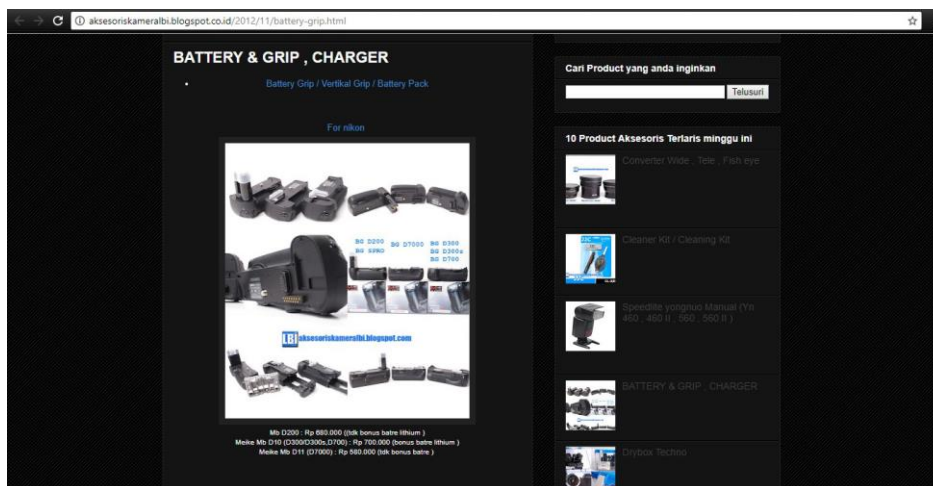 aksesoriskameralbi.blogspot.co.id/2012/11/battery-grip.html
BATTERY & GRIP , CHARGER
Battery Grip / Vertikal Grip / Battery Pack
For nikon
BG D200
BG XPRO
BG D7000
BG D300
BG D300s
BG D700
LBI aksesoriskameralbi.blogspot.com
Mb D200 : Rp 680.000 ((tdk bonus batre lithium )
Meike Mb D10 (D300/D300s,D700) : Rp 700.000 (bonus batre lithium )
Meike Mb D11 (D7000) : Rp 580.000 (tdk bonus batre )
Cari Product yang anda inginkan
Telusuri
10 Product Aksesoris Terlaris minggu ini
Converter Wide , Tele , Fish eye
Cleaner Kit / Cleaning Kit
Speedlite yongnuo Manual (Yn
460 , 460 II , 560 , 560 II )
BATTERY & GRIP , CHARGER
Drybox Techno